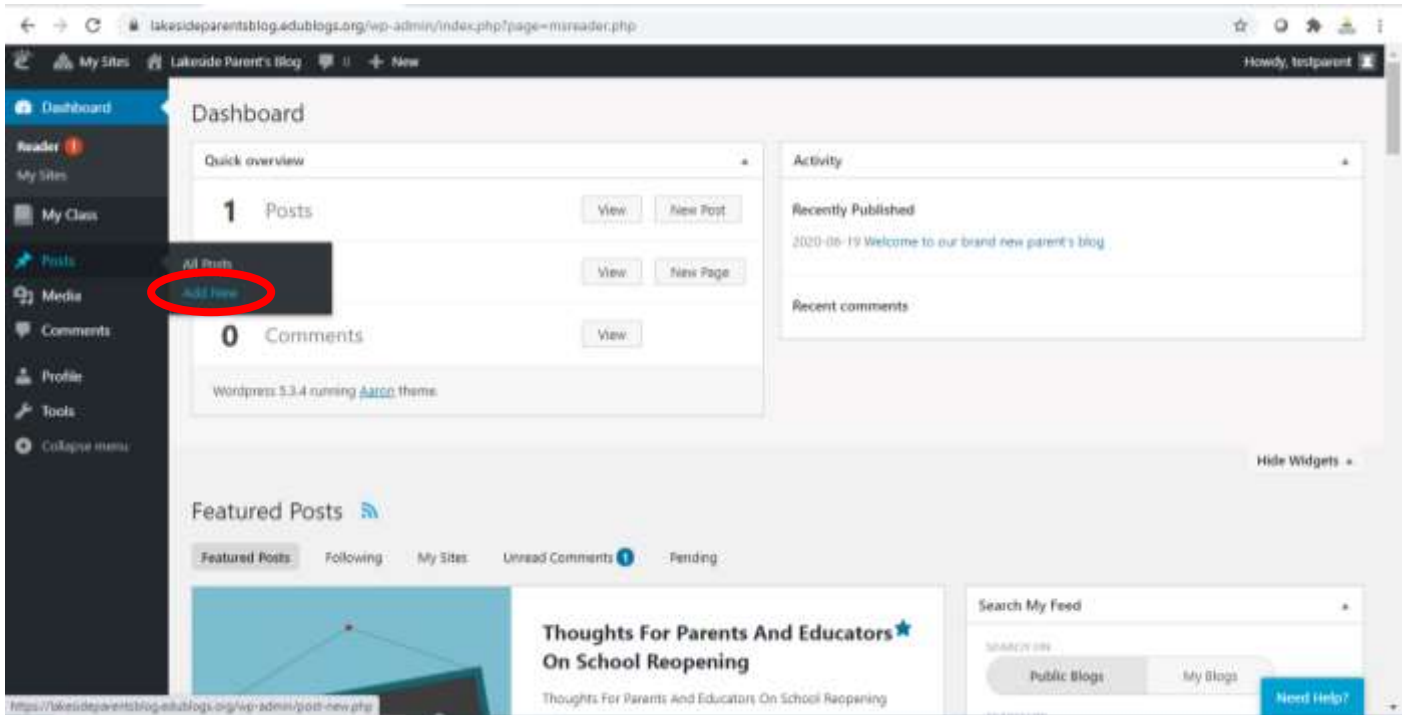 lakesideparentsblog.edublogs.org/wp-admin/index.php?page=msreader.php
My Sites Lakeside Parent's Blog 0 + New Howdy, testparent
Dashboard
Reader 1
My Sites
My Class
Posts
All Posts
Add New
Media
Comments
Profile
Tools
Collapse menu
Dashboard
Quick overview
1 Posts View New Post
View New Page
0 Comments View
Wordpress 5.3.4 running Aaron theme.
Activity
Recently Published
2020-06-19 Welcome to our brand new parent's blog
Recent comments
Hide Widgets
Featured Posts
Featured Posts Following My Sites Unread Comments 1 Pending
Thoughts For Parents And Educators
On School Reopening
Thoughts For Parents And Educators On School Reopening
Search My Feed
SEARCH ON
Public Blogs My Blogs
Need Help?
https://lakesideparentsblog.edublogs.org/wp-admin/post-new.php